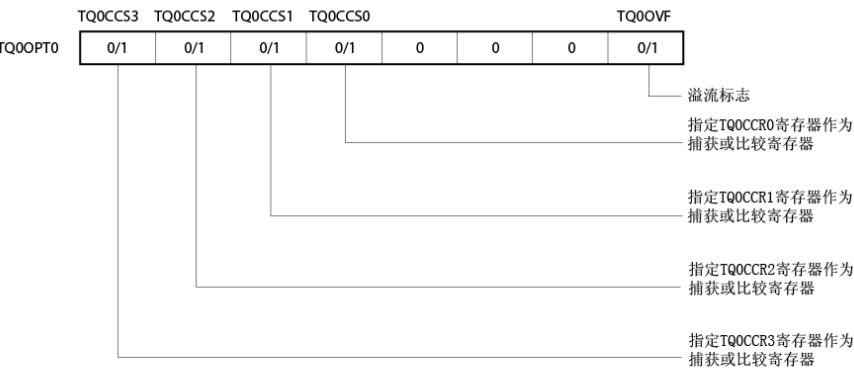 TQ0CCS3 TQ0CCS2 TQ0CCS1 TQ0CCS0 TQ0OVF
TQ0OPT0 0/1 0/1 0/1 0/1 0 0 0 0/1
溢流标志
指定TQ0CCR0寄存器作为
捕获或比较寄存器
指定TQ0CCR1寄存器作为
捕获或比较寄存器
指定TQ0CCR2寄存器作为
捕获或比较寄存器
指定TQ0CCR3寄存器作为
捕获或比较寄存器